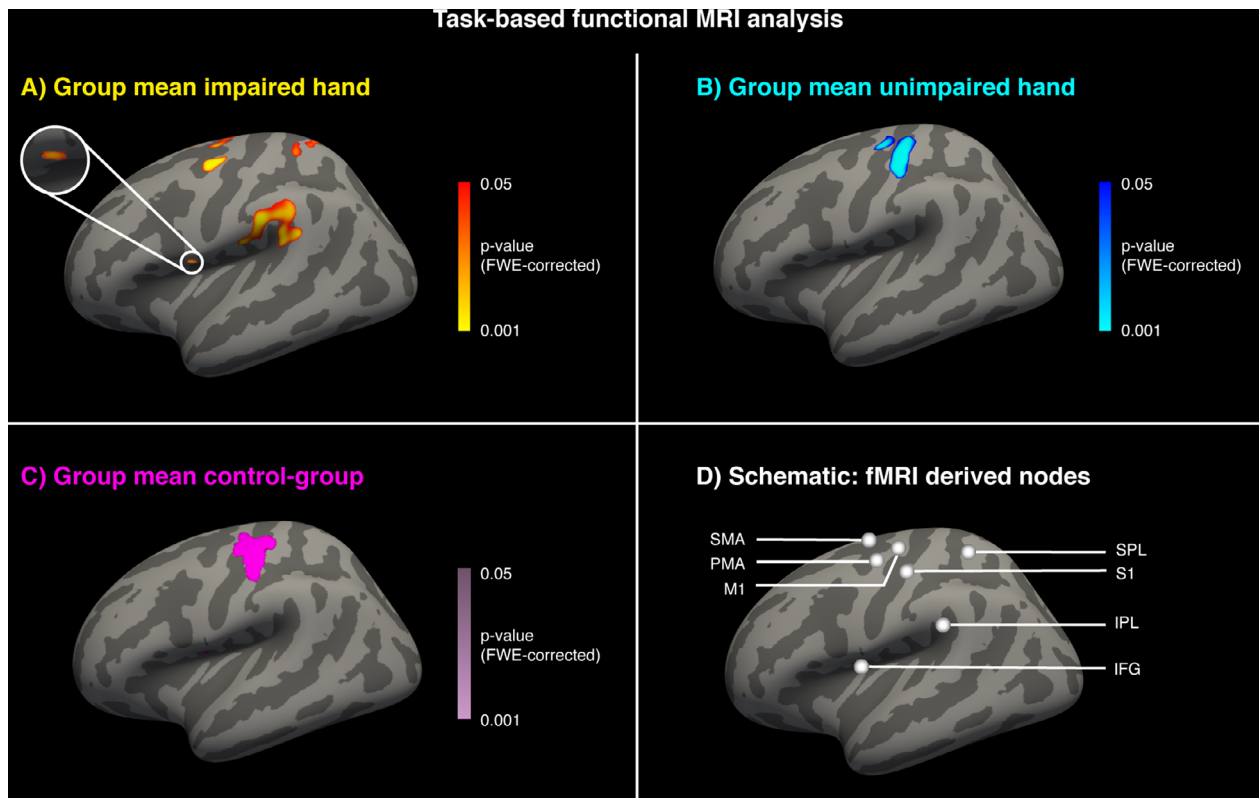 Task-based functional MRI analysis
A) Group mean impaired hand
0.05
p-value
(FWE-corrected)
0.001
B) Group mean unimpaired hand
0.05
p-value
(FWE-corrected)
0.001
C) Group mean control-group
0.05
p-value
(FWE-corrected)
0.001
D) Schematic: fMRI derived nodes
SMA
PMA
M1
SPL
S1
IPL
IFG